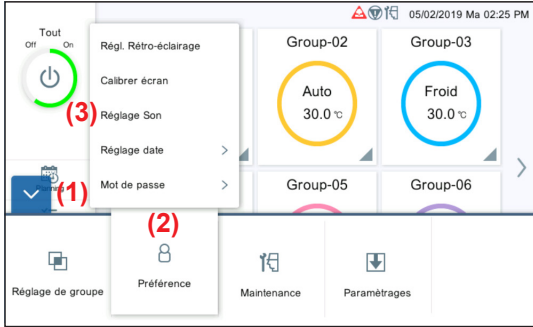 05/02/2019 Ma 02:25 PM
Tout
Off On
Régl. Rétro-éclairage
Calibrer écran
(3)
Réglage Son
Réglage date
Mot de passe
Group-02
Auto
30.0 °C
Group-03
Froid
30.0 °C
(1)
(2)
Group-05
Group-06
Réglage de groupe
Préférence
Maintenance
Paramètrages